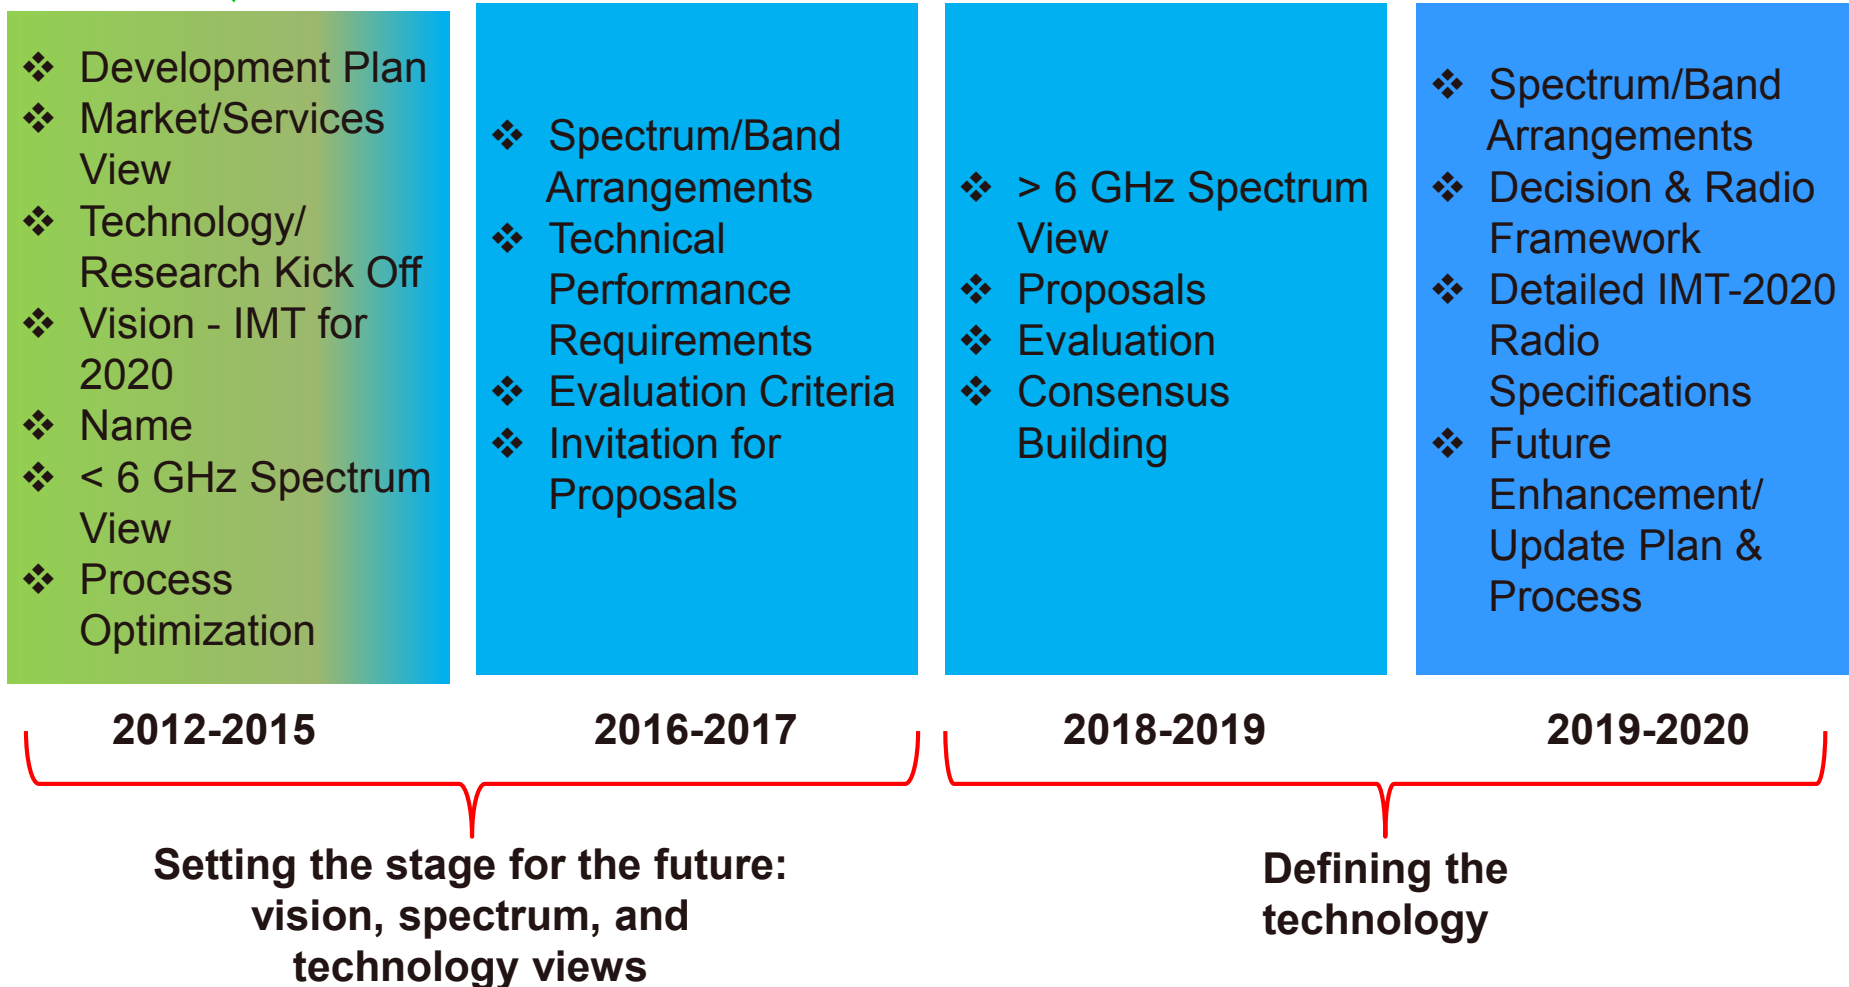 ❖ Development Plan
❖ Market/Services
View
❖ Technology/
Research Kick Off
❖ Vision - IMT for
2020
❖ Name
❖ < 6 GHz Spectrum
View
❖ Process
Optimization
❖ Spectrum/Band
Arrangements
❖ Technical
Performance
Requirements
❖ Evaluation Criteria
❖ Invitation for
Proposals
❖ > 6 GHz Spectrum
View
❖ Proposals
❖ Evaluation
❖ Consensus
Building
❖ Spectrum/Band
Arrangements
❖ Decision & Radio
Framework
❖ Detailed IMT-2020
Radio
Specifications
❖ Future
Enhancement/
Update Plan &
Process
2012-2015
2016-2017
2018-2019
2019-2020
Setting the stage for the future:
vision, spectrum, and
technology views
Defining the
technology